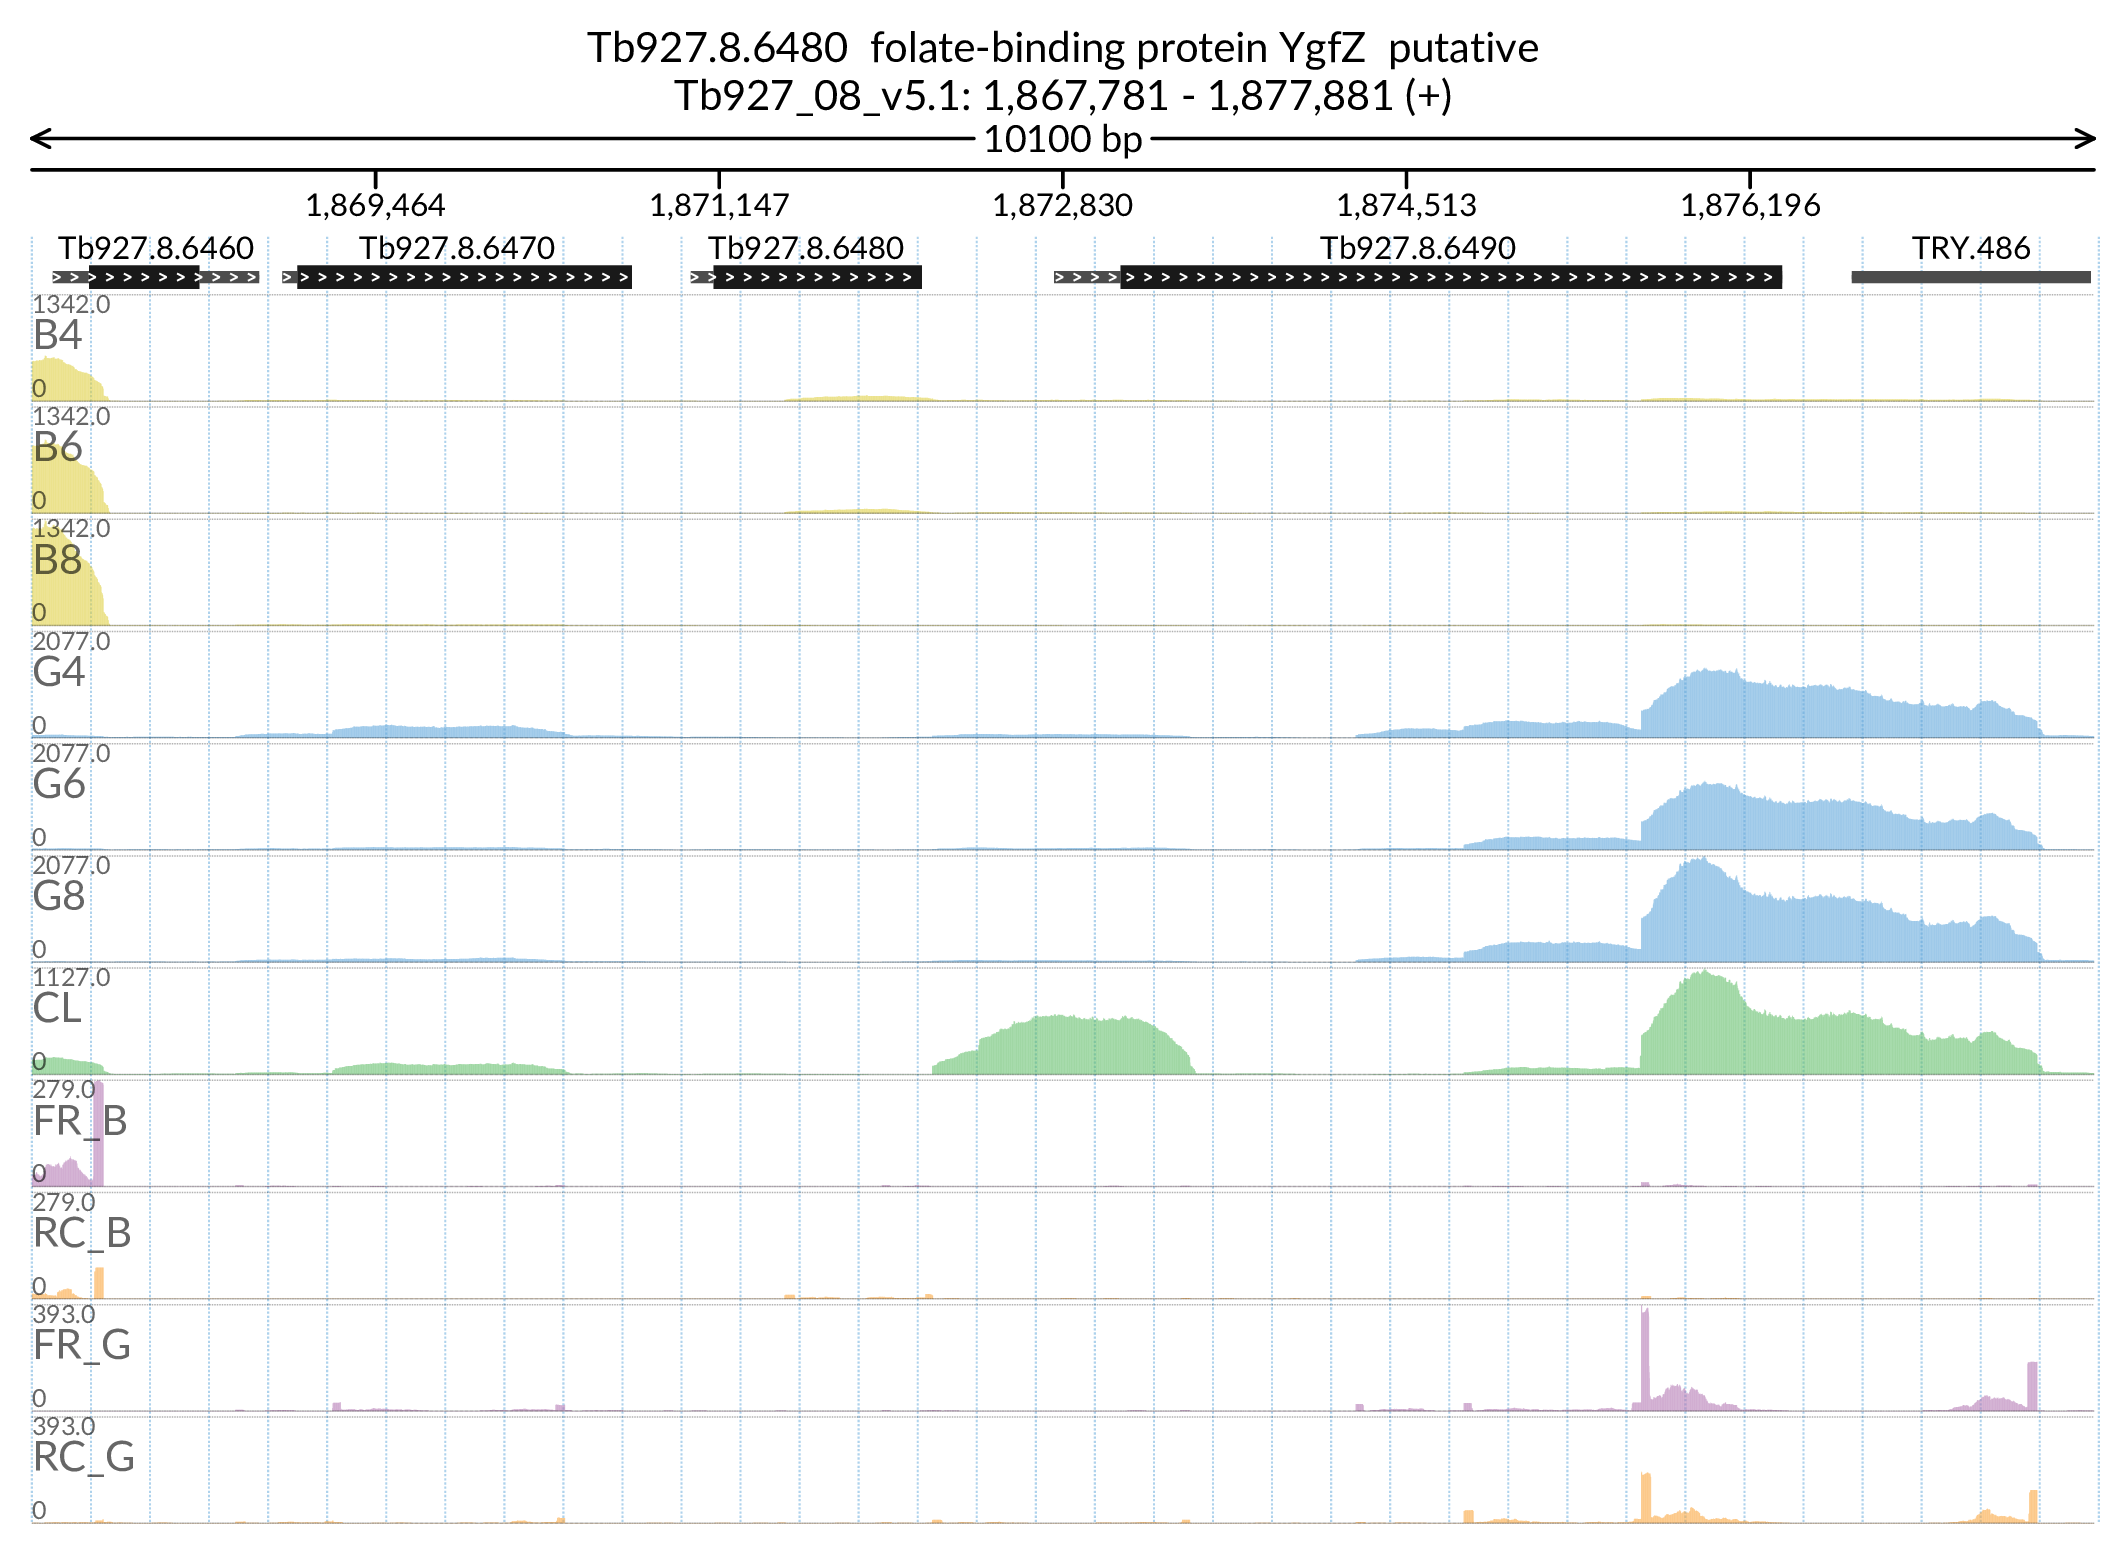 Tb927.8.6480  folate-binding protein YgfZ  putative
Tb927_08_v5.1: 1,867,781 - 1,877,881 (+)
10100 bp
1,869,464 1,871,147 1,872,830 1,874,513 1,876,196
Tb927.8.6460 Tb927.8.6470 Tb927.8.6480 Tb927.8.6490 TRY.486
1342.0
B4
0
1342.0
B6
0
1342.0
B8
0
2077.0
G4
0
2077.0
G6
0
2077.0
G8
0
1127.0
CL
0
279.0
FR_B
0
279.0
RC_B
0
393.0
FR_G
0
393.0
RC_G
0